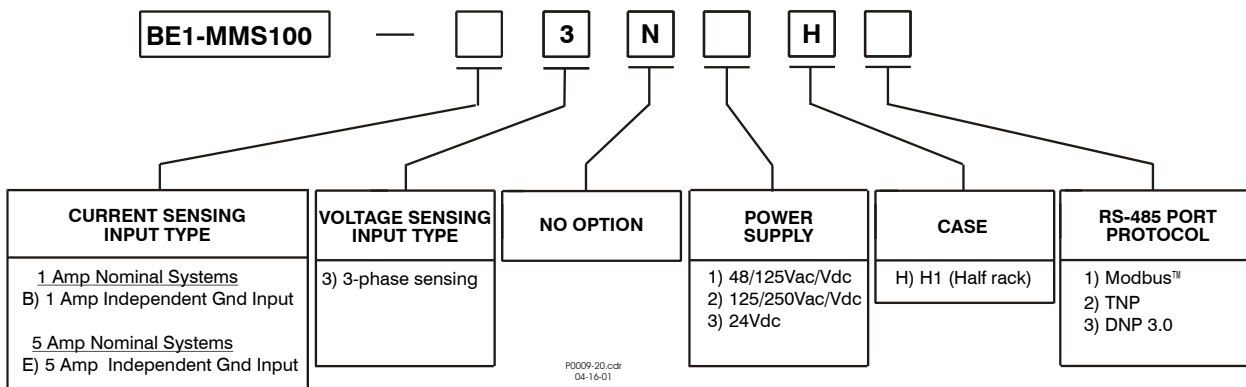 BE1-MMS100 — 3 N H
CURRENT SENSING
INPUT TYPE
1 Amp Nominal Systems
B) 1 Amp Independent Gnd Input
5 Amp Nominal Systems
E) 5 Amp Independent Gnd Input
VOLTAGE SENSING
INPUT TYPE
3) 3-phase sensing
NO OPTION
POWER
SUPPLY
1) 48/125Vac/Vdc
2) 125/250Vac/Vdc
3) 24Vdc
CASE
H) H1 (Half rack)
RS-485 PORT
PROTOCOL
1) Modbus™
2) TNP
3) DNP 3.0
P0009-20.cdr
04-16-01